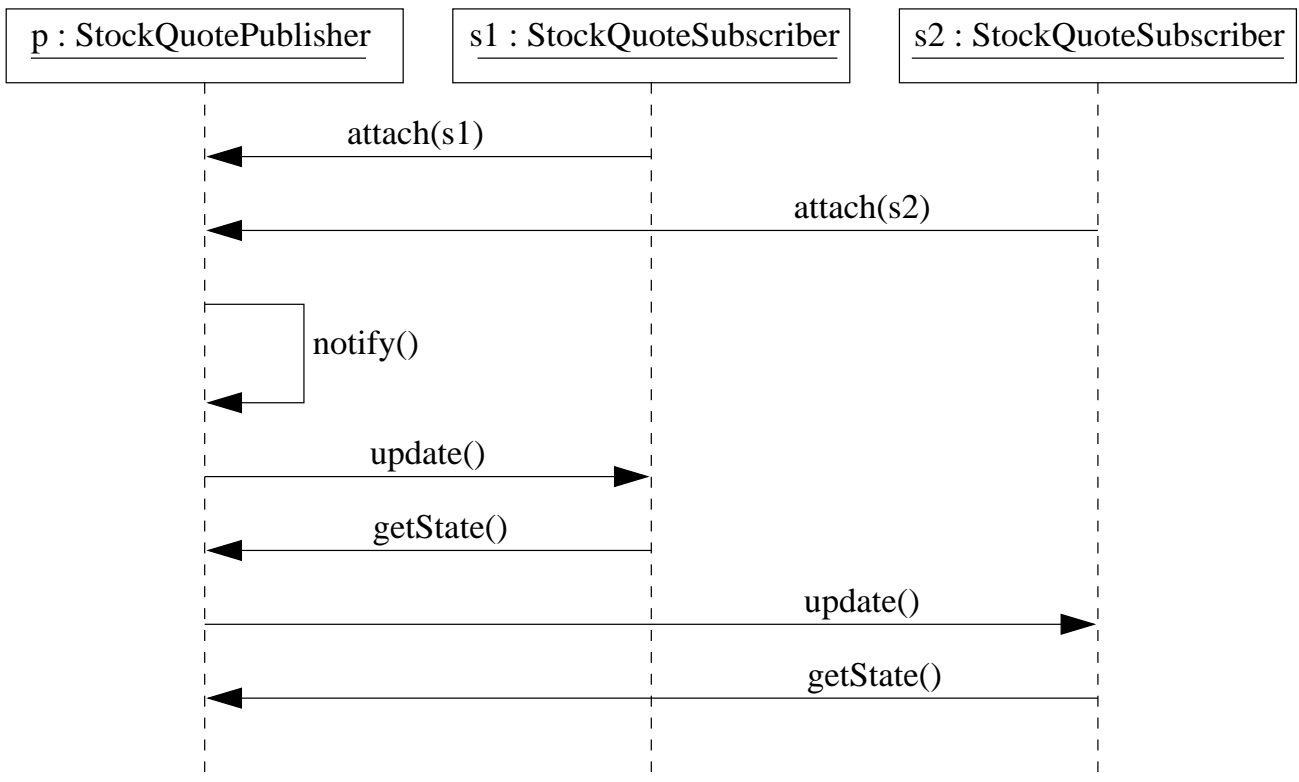 p : StockQuotePublisher
s1 : StockQuoteSubscriber
s2 : StockQuoteSubscriber
attach(s1)
attach(s2)
notify()
update()
getState()
update()
getState()